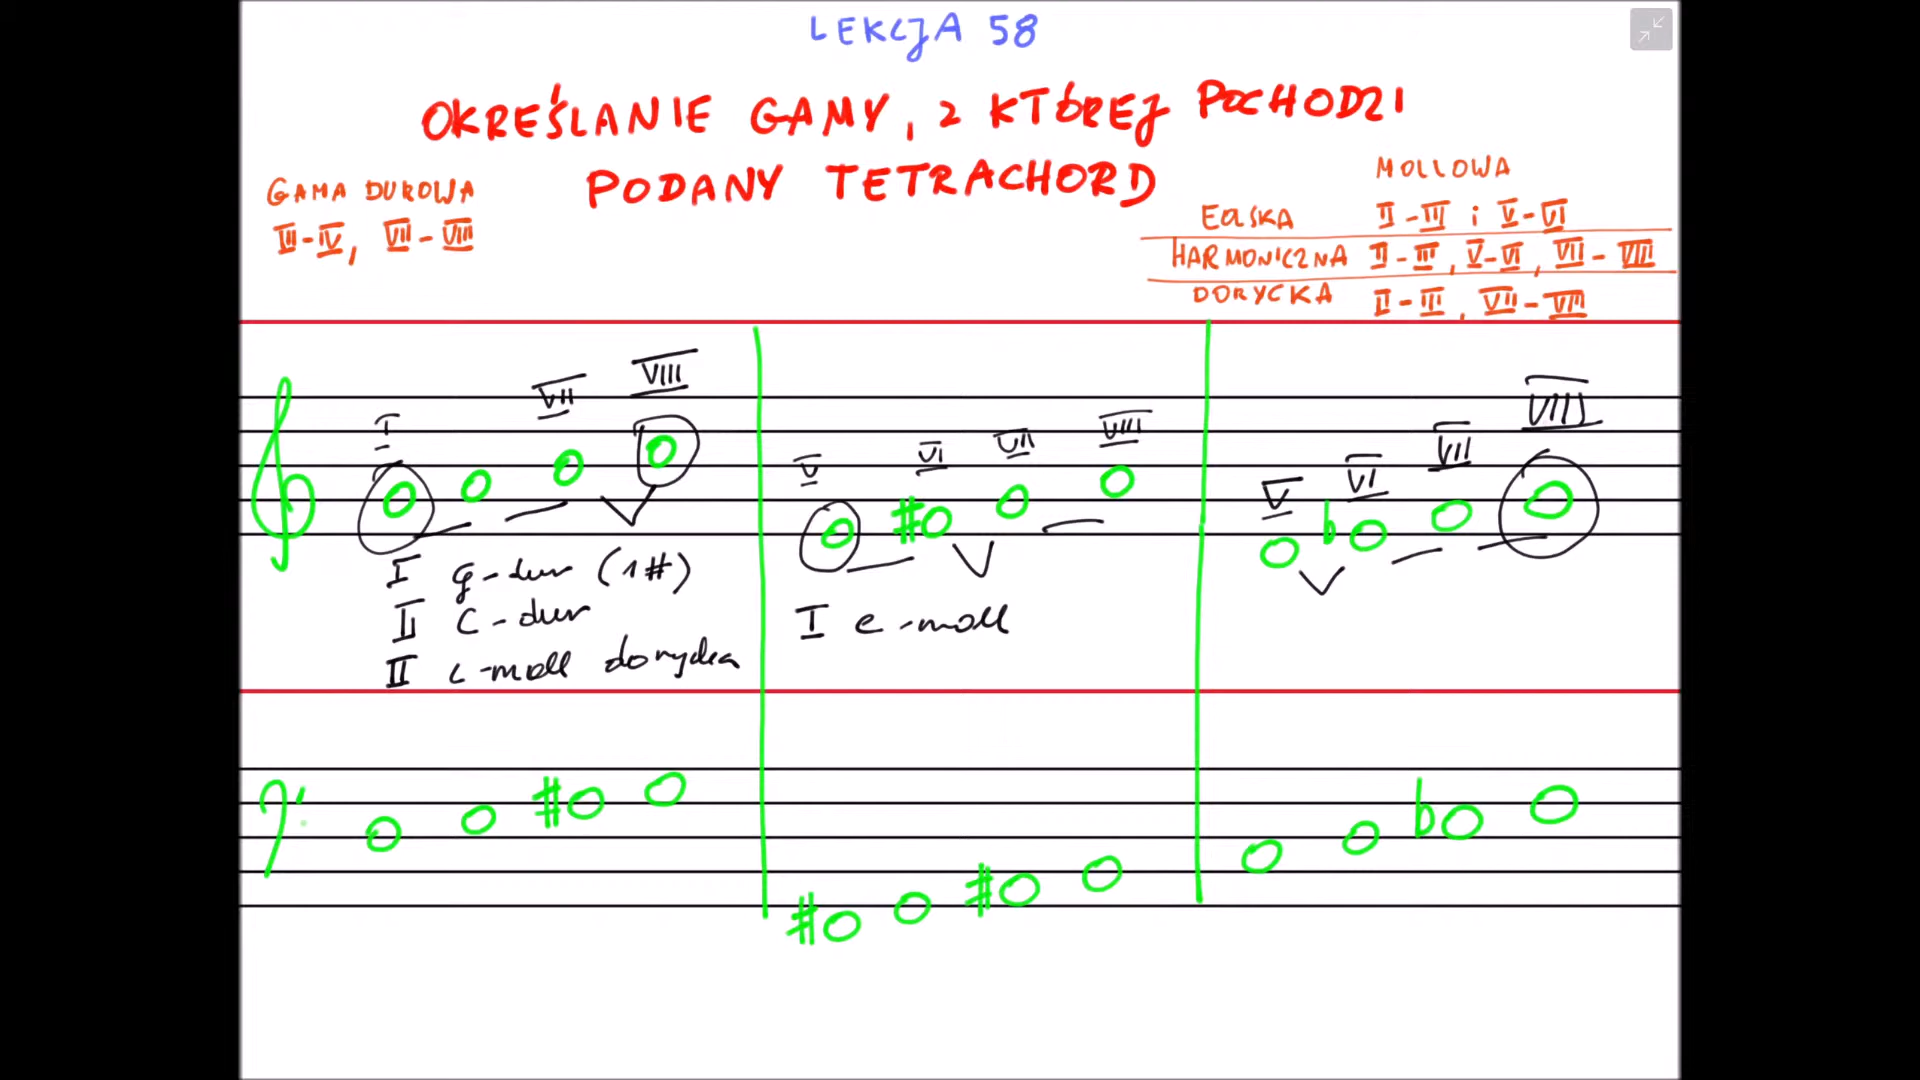 LEKCJA 58
OKREŚLANIE GAMY, Z KTÓREJ POCHODZI
PODANY TETRACHORD
GAMA DUROWA
III-IV, VII-VIII
MOLLOWA
EOLSKA II-III i V-VI
HARMONICZNA II-III, V-VI, VII-VIII
DORYCKA II-III, VII-VIII
I VII VIII
V VI VII VIII
V VI VII VIII
I G-dur (1#)
II C-dur
II c-moll dorycka
I e-moll